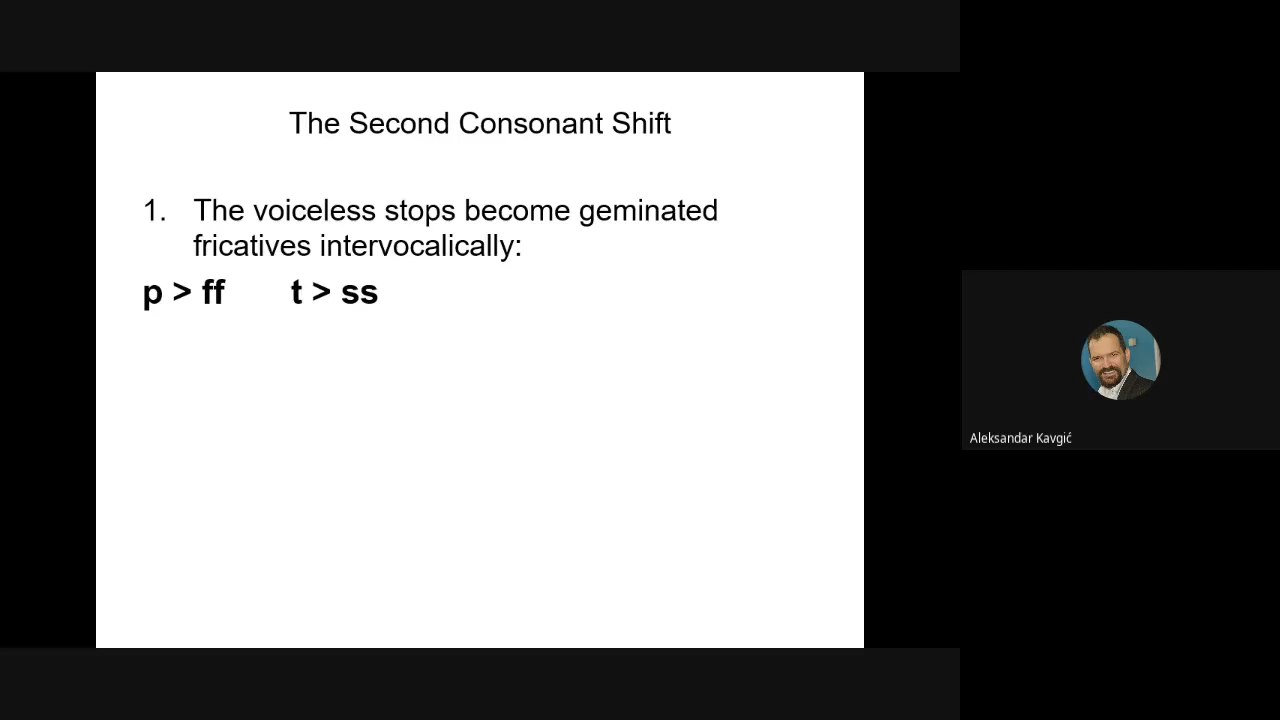 The Second Consonant Shift
1. The voiceless stops become geminated
fricatives intervocalically:
p > ff t > ss
Aleksandar Kavgić